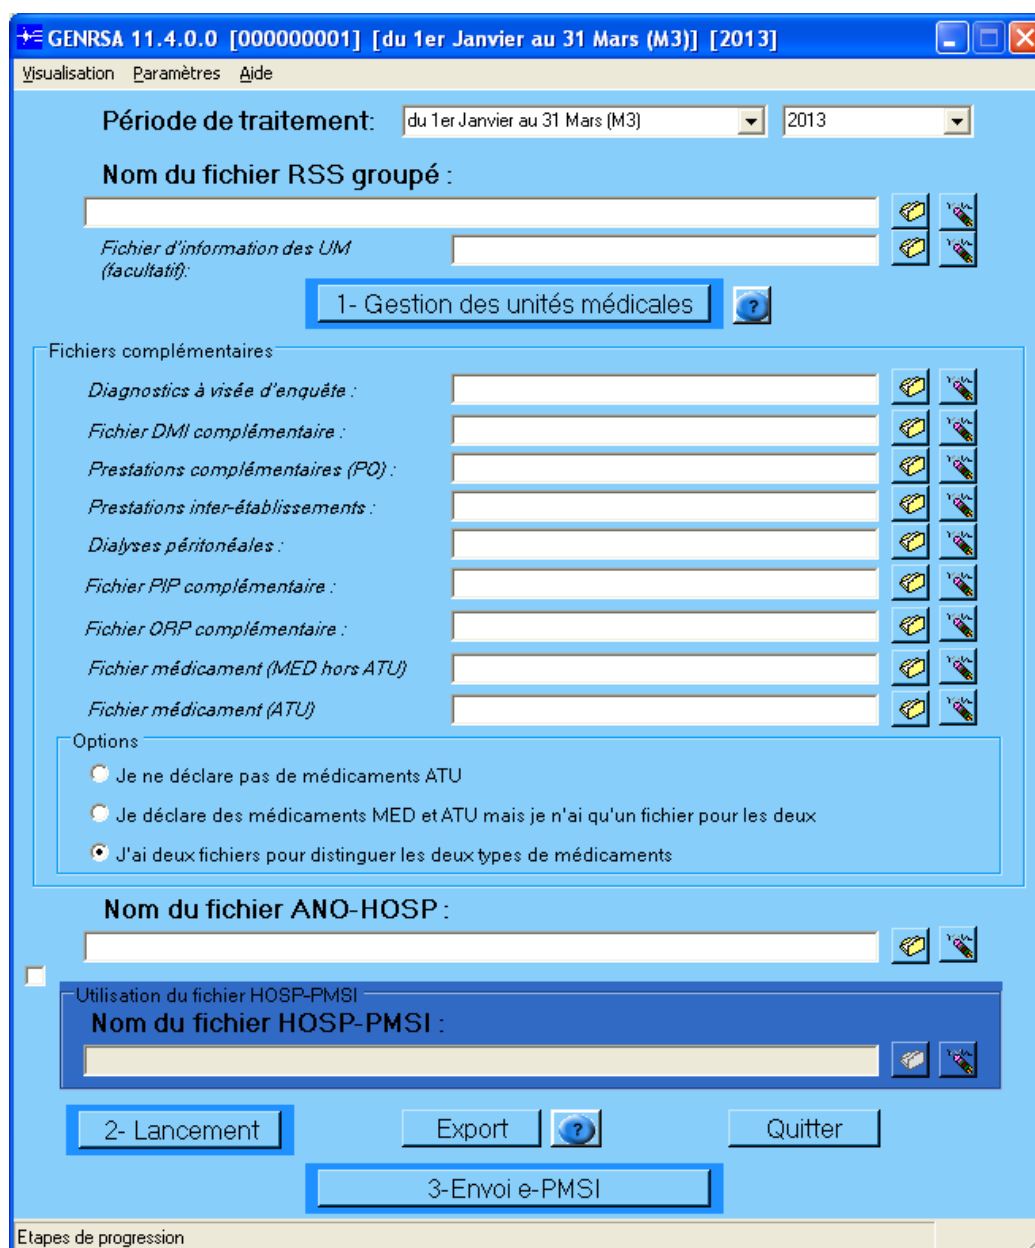 GENRSA 11.4.0.0 [000000001] [du 1er Janvier au 31 Mars (M3)] [2013]
Visualisation Paramètres Aide
Période de traitement: du 1er Janvier au 31 Mars (M3) 2013
Nom du fichier RSS groupé :
Fichier d'information des UM
(facultatif):
1- Gestion des unités médicales ?
Fichiers complémentaires
Diagnostics à visée d'enquête :
Fichier DMI complémentaire :
Prestations complémentaires (PO) :
Prestations inter-établissements :
Dialyses péritonéales :
Fichier PIP complémentaire :
Fichier ORP complémentaire :
Fichier médicament (MED hors ATU)
Fichier médicament (ATU)
Options
Je ne déclare pas de médicaments ATU
Je déclare des médicaments MED et ATU mais je n'ai qu'un fichier pour les deux
J'ai deux fichiers pour distinguer les deux types de médicaments
Nom du fichier ANO-HOSP :
Utilisation du fichier HOSP-PMSI
Nom du fichier HOSP-PMSI :
2- Lancement Export ? Quitter
3-Envoi e-PMSI
Etapes de progression